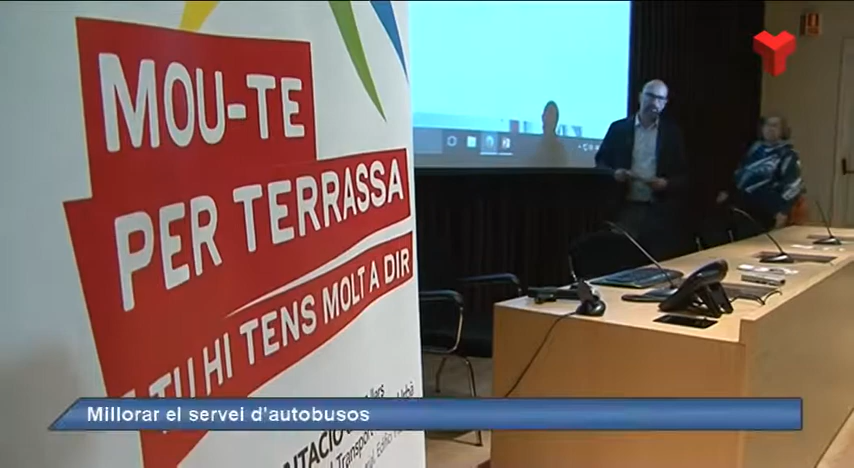 MOU-TE
PER TERRASSA
I TU HI TENS MOLT A DIR
Millorar el servei d'autobusos